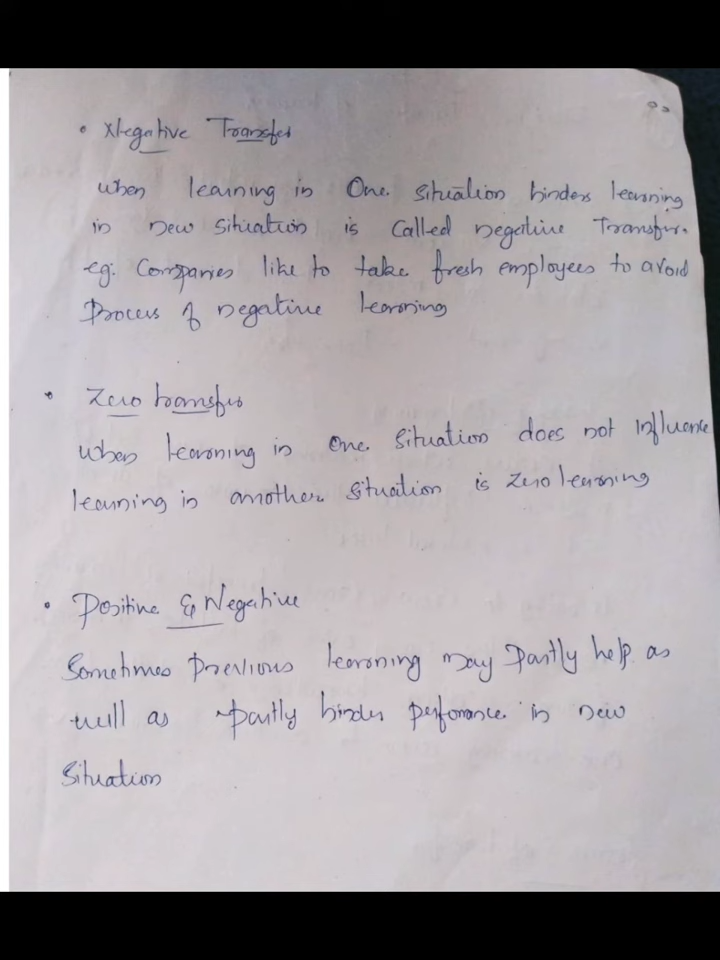 • Negative Transfer
when learning in One situation hinders learning
in new situation is Called negative Transfer.
eg: Companies like to take fresh employees to avoid
Process of negative learning
• Zero transfer
when learning in one situation does not influence
learning in another situation is Zero learning
• Positive & Negative
Sometimes previous learning may partly help as
well as partly hinder perforance in new
Situation